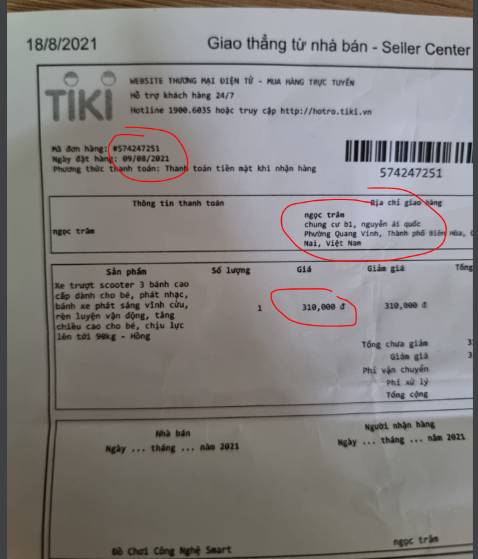 18/8/2021 Giao thẳng từ nhà bán - Seller Center
TIKI
WEBSITE THƯƠNG MẠI ĐIỆN TỬ - MUA HÀNG TRỰC TUYẾN
Hỗ trợ khách hàng 24/7
Hotline 1900.6035 hoặc truy cập http://hotro.tiki.vn
Mã đơn hàng: #574247251
Ngày đặt hàng: 09/08/2021
Phương thức thanh toán: Thanh toán tiền mặt khi nhận hàng
574247251
Thông tin thanh toán
Địa chỉ giao hàng
ngọc trâm
ngọc trâm
chung cư b1, nguyễn ái quốc
Phường Quang Vinh, Thành phố Biên Hòa,
Nai, Việt Nam
Sản phẩm Số lượng Giá Giảm giá Tổng
Xe trượt scooter 3 bánh cao
cấp dành cho bé, phát nhạc,
bánh xe phát sáng vĩnh cửu,
rèn luyện vận động, tăng
chiều cao cho bé, chịu lực
lên tới 90kg - Hồng
1 310,000 đ 310,000 đ
Tổng chưa giảm 3
Giảm giá 3
Phí vận chuyển
Phí xử lý
Tổng cộng
Nhà bán
Ngày ... tháng ... năm 2021
Người nhận hàng
Ngày ... tháng ... năm 2021
Đồ Chơi Công Nghệ Smart
ngọc trâm